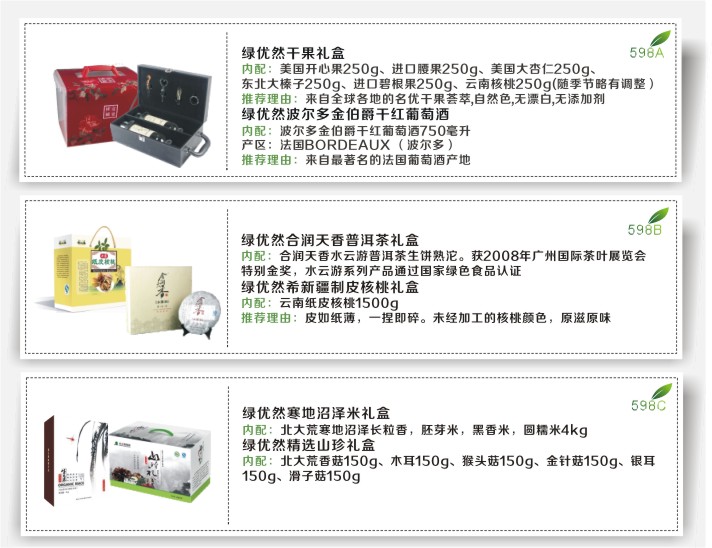 598A
绿优然干果礼盒
内配：美国开心果250g、进口腰果250g、美国大杏仁250g、
东北大榛子250g、进口碧根果250g、云南核桃250g(随季节略有调整）
推荐理由：来自全球各地的名优干果荟萃,自然色,无漂白,无添加剂
绿优然波尔多金伯爵干红葡萄酒
内配：波尔多金伯爵干红葡萄酒750毫升
产区：法国BORDEAUX（波尔多）
推荐理由：来自最著名的法国葡萄酒产地
598B
绿优然合润天香普洱茶礼盒
内配：合润天香水云游普洱茶生饼熟沱。获2008年广州国际茶叶展览会
特别金奖，水云游系列产品通过国家绿色食品认证
绿优然希新疆制皮核桃礼盒
内配：云南纸皮核桃1500g
推荐理由：皮如纸薄，一捏即碎。未经加工的核桃颜色，原滋原味
598C
绿优然寒地沼泽米礼盒
内配：北大荒寒地沼泽长粒香，胚芽米，黑香米，圆糯米4kg
绿优然精选山珍礼盒
内配：北大荒香菇150g、木耳150g、猴头菇150g、金针菇150g、银耳
150g、滑子菇150g